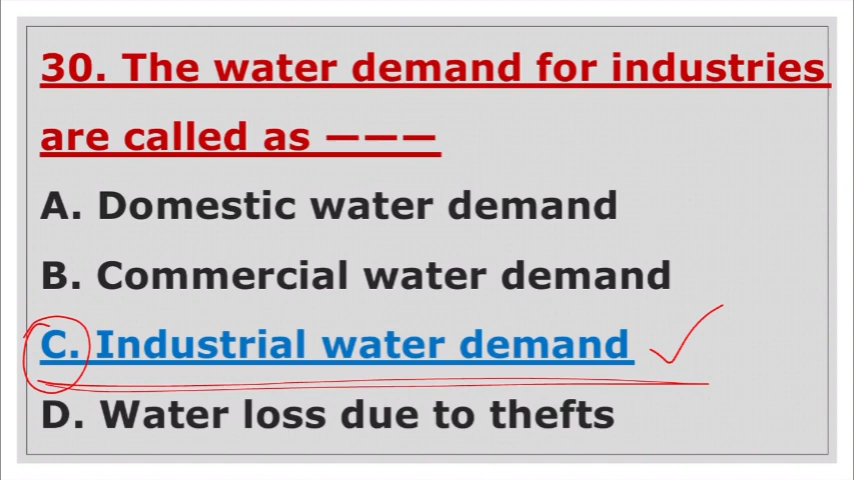 30. The water demand for industries
are called as ———
A. Domestic water demand
B. Commercial water demand
C. Industrial water demand
D. Water loss due to thefts